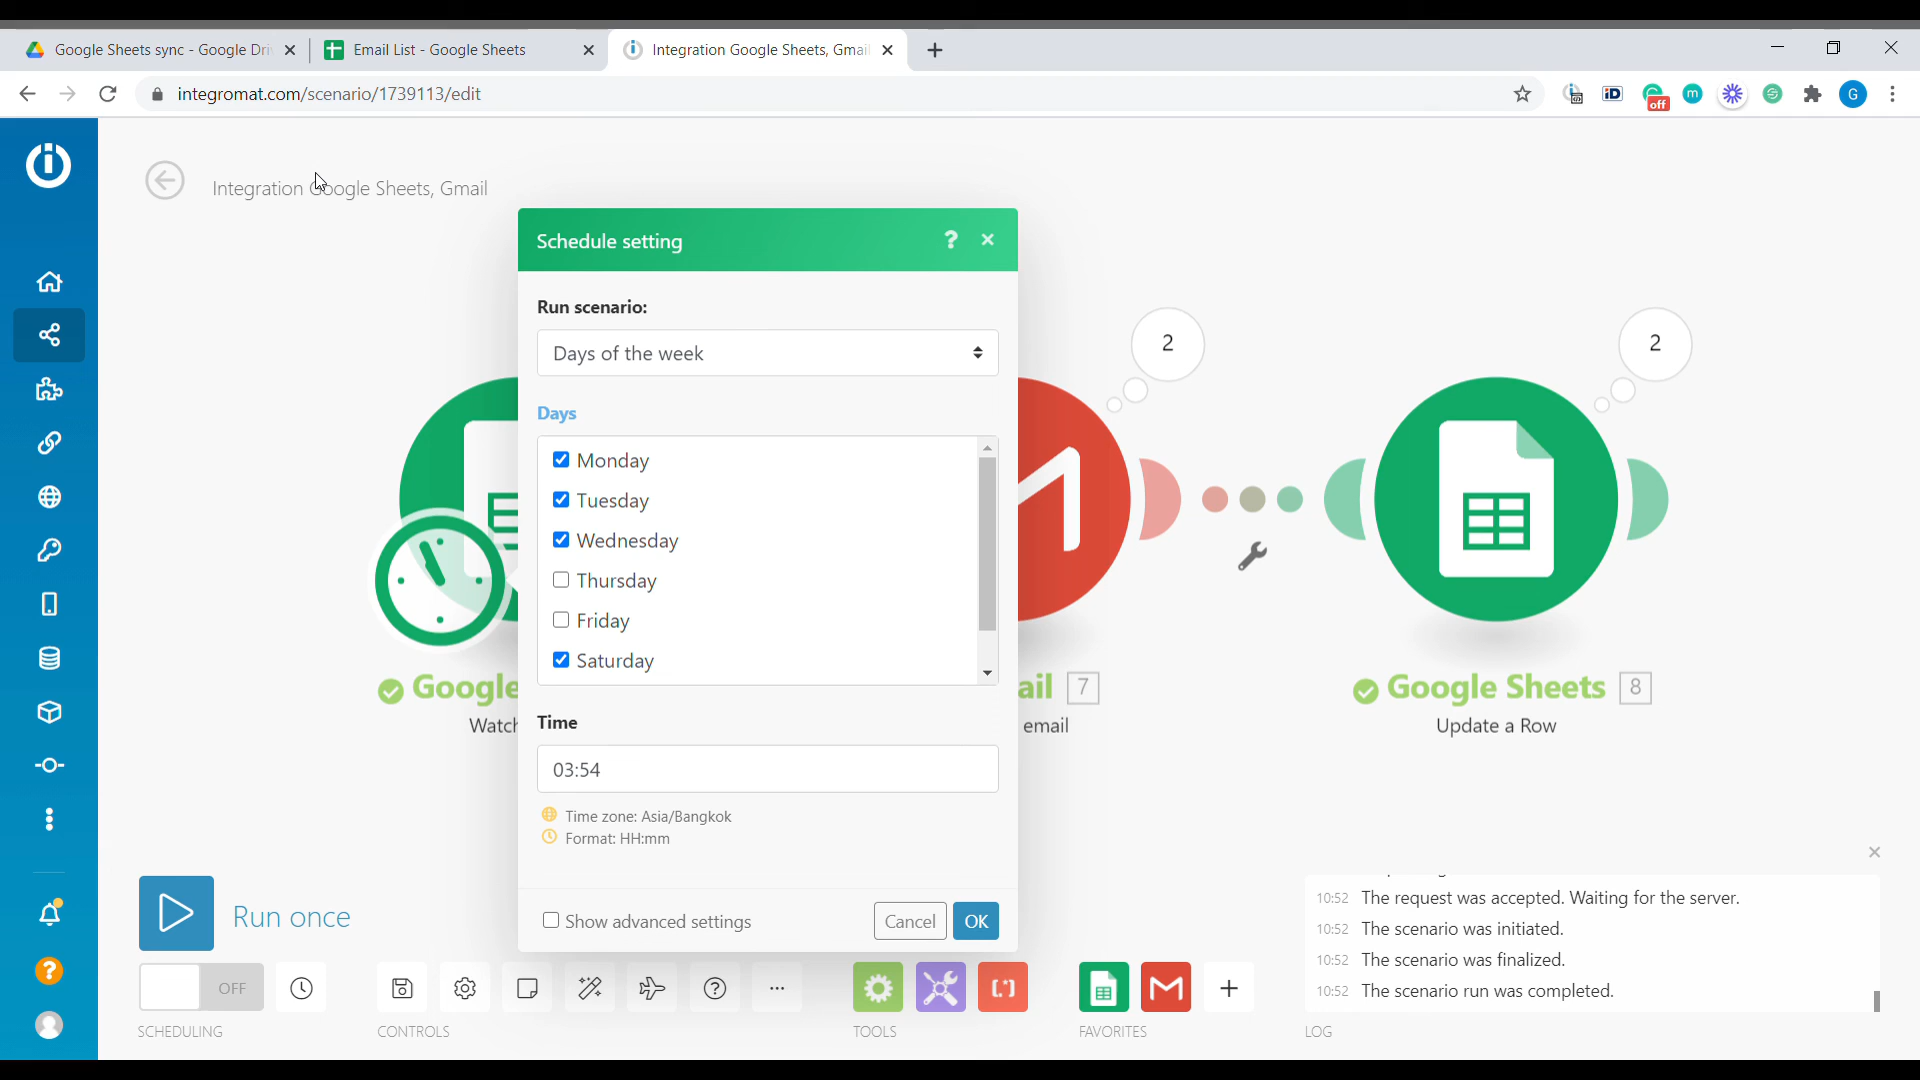 Google Sheets sync - Google Dri
Email List - Google Sheets
Integration Google Sheets, Gmai
integromat.com/scenario/1739113/edit
iD
off
m
G
Integration Google Sheets, Gmail
Schedule setting
?
Run scenario:
Days of the week
Days
Monday
Tuesday
Wednesday
Thursday
Friday
Saturday
Time
03:54
Time zone: Asia/Bangkok
Format: HH:mm
Show advanced settings
Cancel
OK
2
2
Google
Watch
ail 7
email
Google Sheets 8
Update a Row
Run once
OFF
SCHEDULING
CONTROLS
TOOLS
FAVORITES
10:52 The request was accepted. Waiting for the server.
10:52 The scenario was initiated.
10:52 The scenario was finalized.
10:52 The scenario run was completed.
LOG